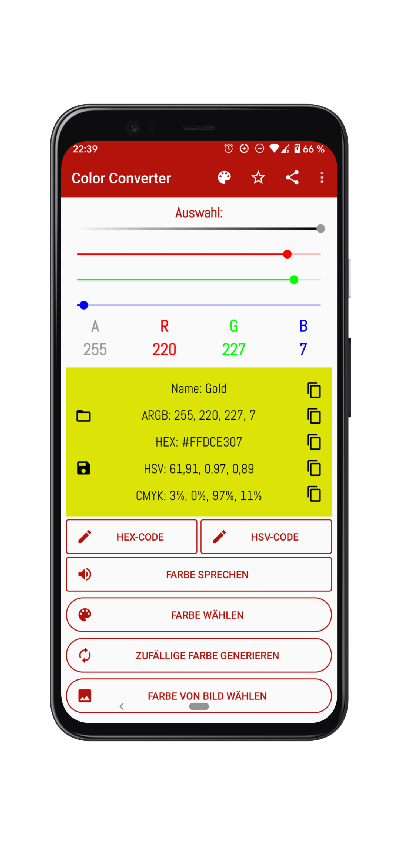 22:39 66 %
Color Converter
Auswahl:
A R G B
255 220 227 7
Name: Gold
ARGB: 255, 220, 227, 7
HEX: #FFDCE307
HSV: 61,91, 0,97, 0,89
CMYK: 3%, 0%, 97%, 11%
HEX-CODE HSV-CODE
FARBE SPRECHEN
FARBE WÄHLEN
ZUFÄLLIGE FARBE GENERIEREN
FARBE VON BILD WÄHLEN